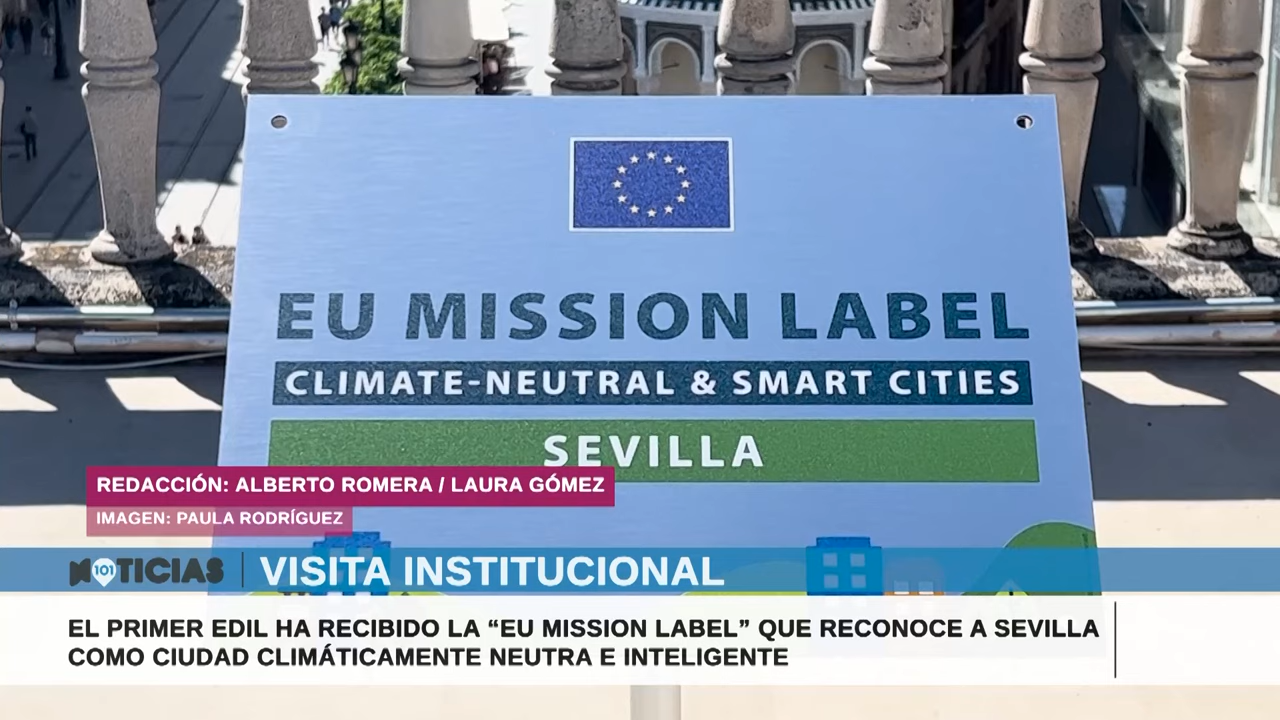 EU MISSION LABEL
CLIMATE-NEUTRAL & SMART CITIES
SEVILLA
REDACCIÓN: ALBERTO ROMERA / LAURA GÓMEZ
IMAGEN: PAULA RODRÍGUEZ
NOTICIAS 101
VISITA INSTITUCIONAL
EL PRIMER EDIL HA RECIBIDO LA “EU MISSION LABEL” QUE RECONOCE A SEVILLA
COMO CIUDAD CLIMÁTICAMENTE NEUTRA E INTELIGENTE